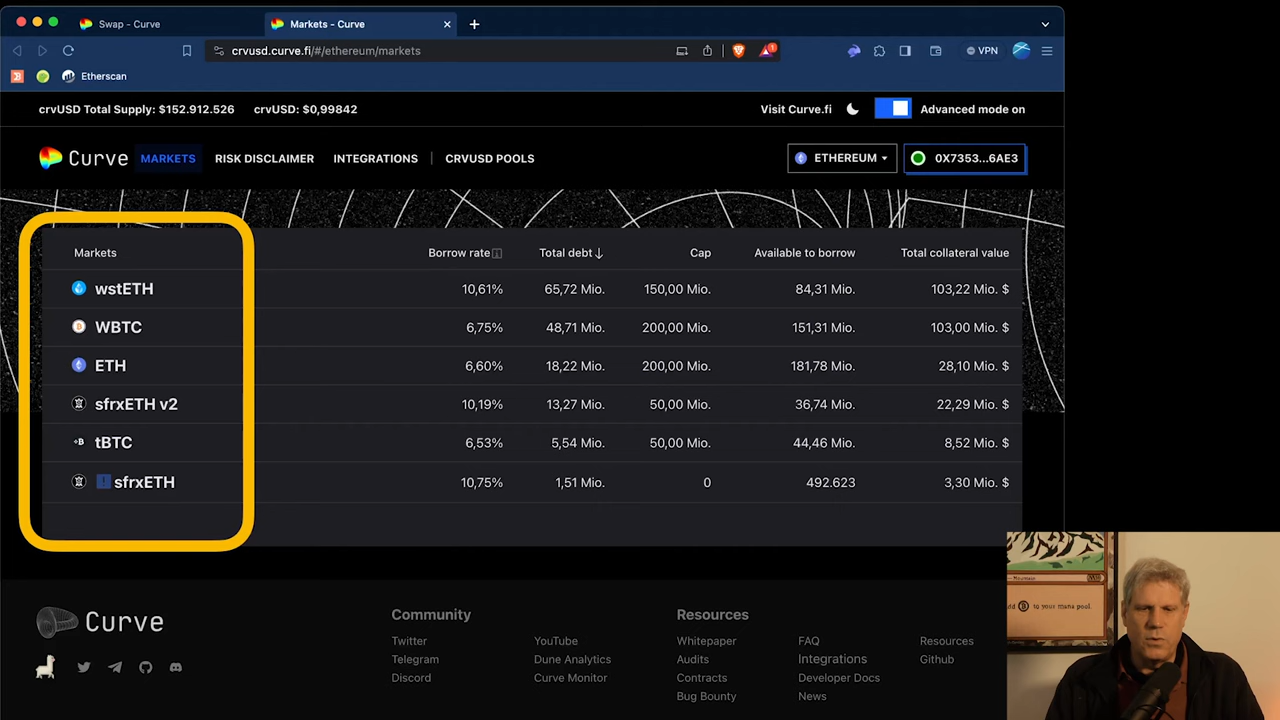 Swap - Curve
Markets - Curve
crvusd.curve.fi/#/ethereum/markets
1
VPN
Etherscan
crvUSD Total Supply: $152.912.526 crvUSD: $0,99842
Visit Curve.fi
Advanced mode on
Curve MARKETS RISK DISCLAIMER INTEGRATIONS | CRVUSD POOLS
ETHEREUM
0X7353...6AE3
Markets Borrow rate Total debt Cap Available to borrow Total collateral value
wstETH 10,61% 65,72 Mio. 150,00 Mio. 84,31 Mio. 103,22 Mio. $
WBTC 6,75% 48,71 Mio. 200,00 Mio. 151,31 Mio. 103,00 Mio. $
ETH 6,60% 18,22 Mio. 200,00 Mio. 181,78 Mio. 28,10 Mio. $
sfrxETH v2 10,19% 13,27 Mio. 50,00 Mio. 36,74 Mio. 22,29 Mio. $
tBTC 6,53% 5,54 Mio. 50,00 Mio. 44,46 Mio. 8,52 Mio. $
! sfrxETH 10,75% 1,51 Mio. 0 492.623 3,30 Mio. $
Curve
Community
Twitter YouTube
Telegram Dune Analytics
Discord Curve Monitor
Resources
Whitepaper FAQ Resources
Audits Integrations Github
Contracts Developer Docs
Bug Bounty News
— Mountain
to your mana pool.